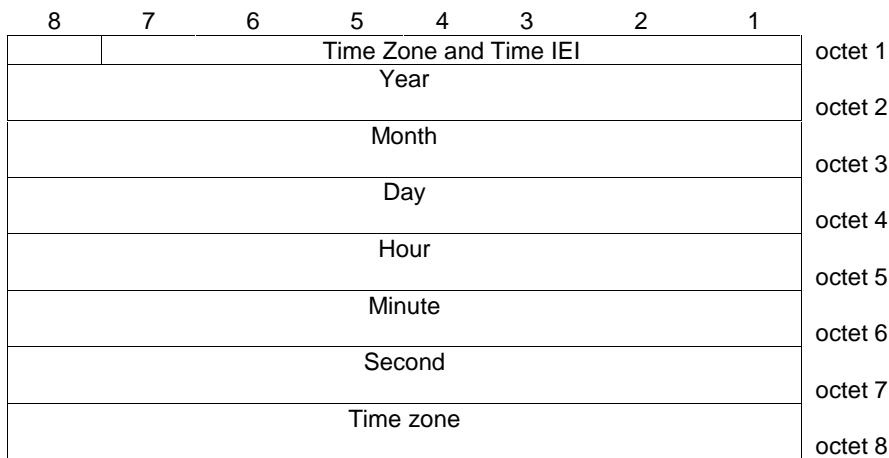 8 7 6 5 4 3 2 1
Time Zone and Time IEI octet 1
Year
octet 2
Month
octet 3
Day
octet 4
Hour
octet 5
Minute
octet 6
Second
octet 7
Time zone
octet 8